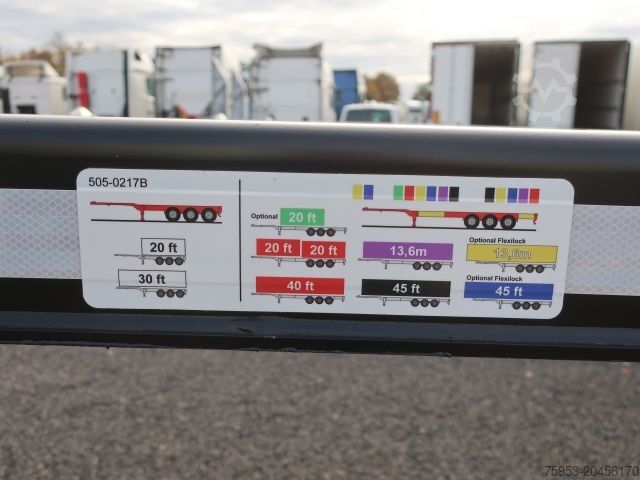 505-0217B
20 ft
30 ft
Optional
20 ft
20 ft 20 ft
40 ft
13,6m
45 ft
Optional Flexilock
13,6m
Optional Flexilock
45 ft
75953-20456170